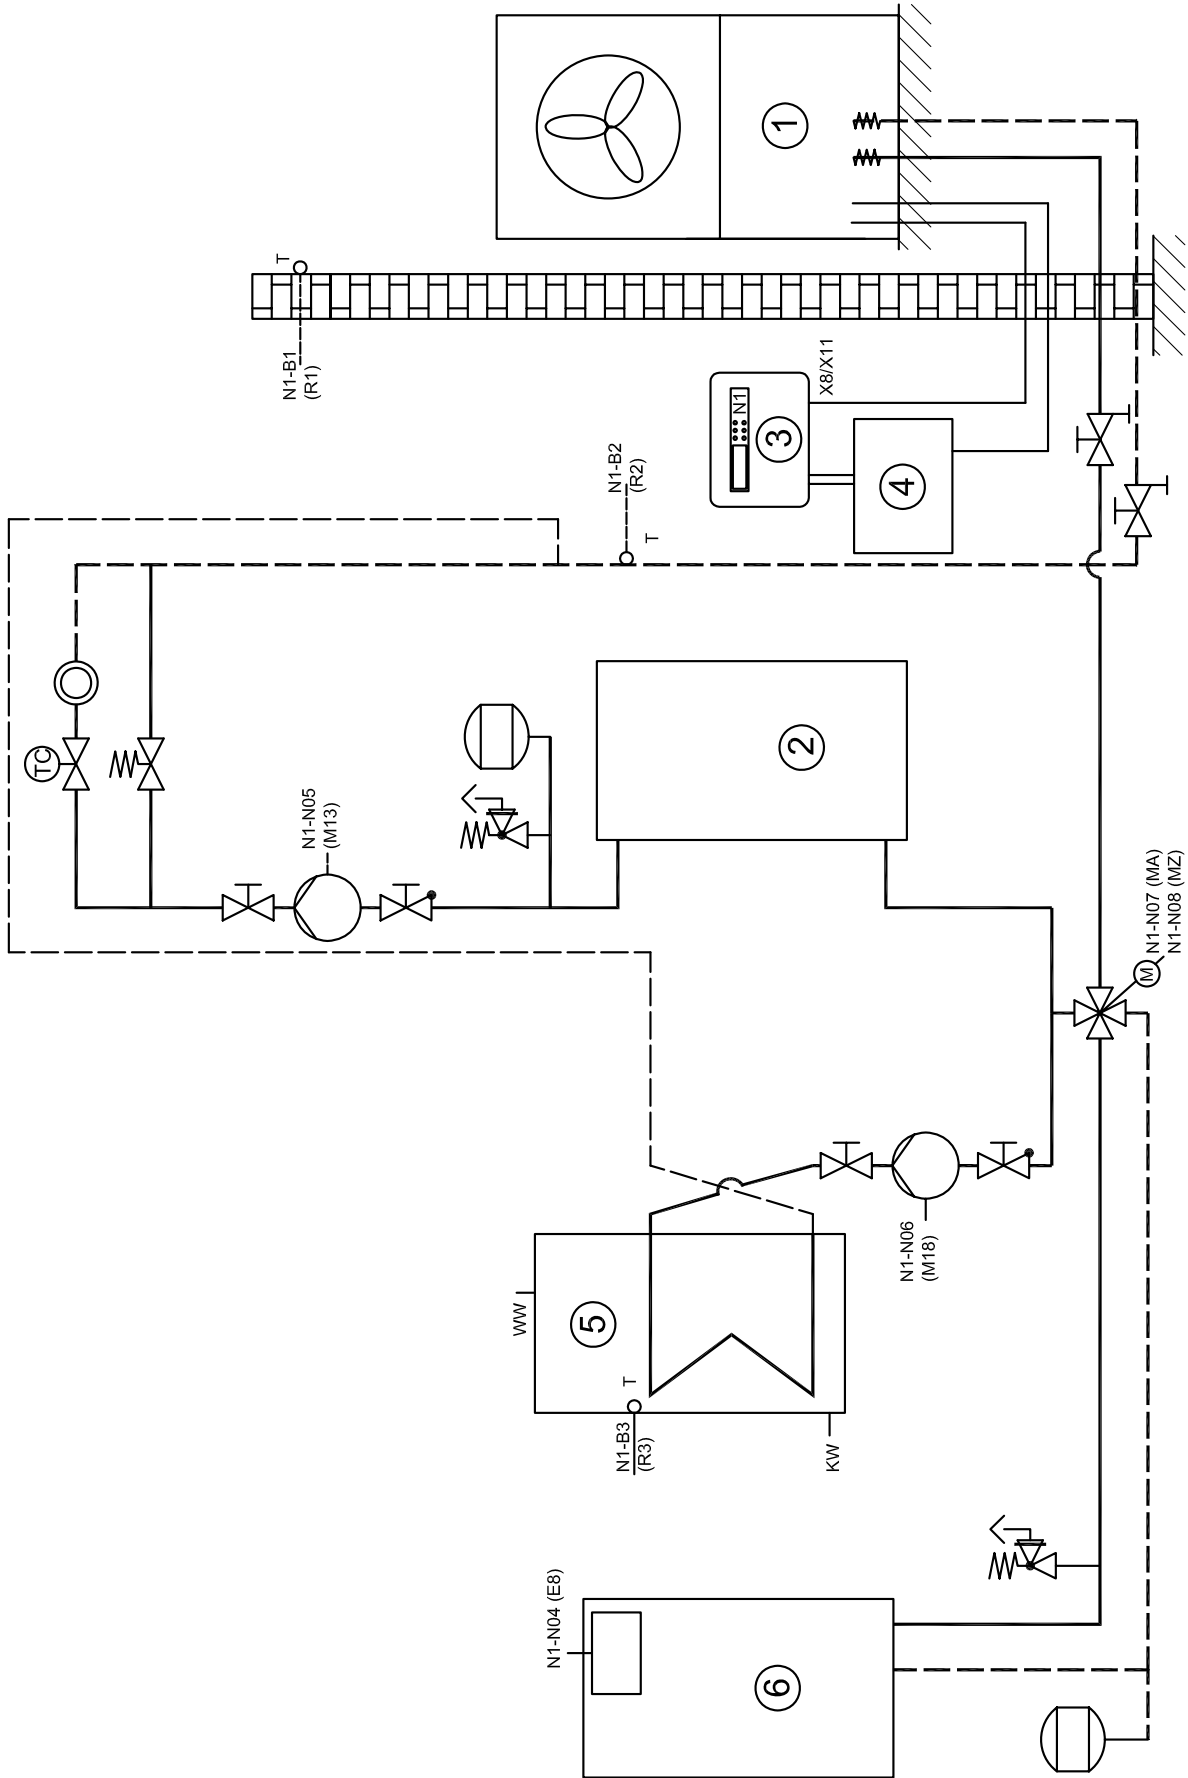 1
T
N1-B1
(R1)
X8/X11
N1
3
4
N1-B2
(R2)
T
TC
N1-N05
(M13)
2
N1-N07 (MA)
N1-N08 (MZ)
M
N1-N06
(M18)
WW
5
T
N1-B3
(R3)
KW
N1-N04 (E8)
6